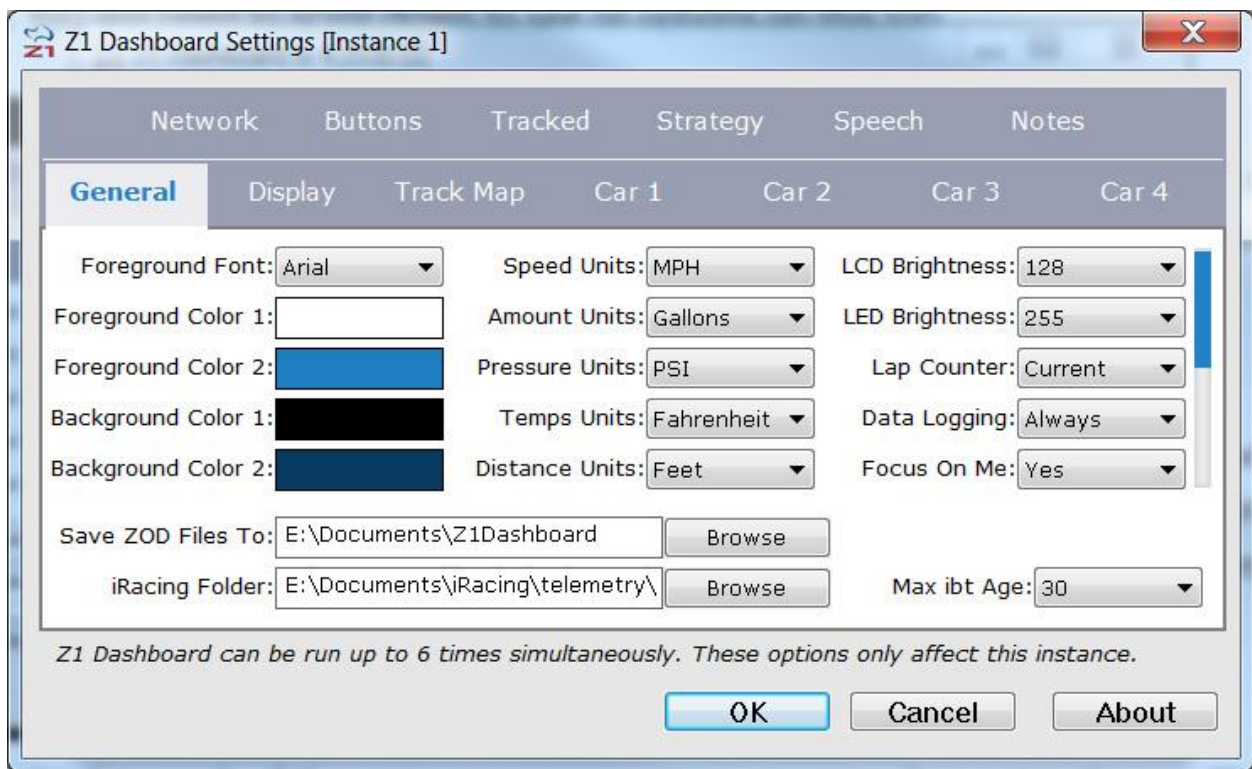 Z1 Z1 Dashboard Settings [Instance 1] X
Network Buttons Tracked Strategy Speech Notes
General Display Track Map Car 1 Car 2 Car 3 Car 4
Foreground Font: Arial Speed Units: MPH LCD Brightness: 128
Foreground Color 1: Amount Units: Gallons LED Brightness: 255
Foreground Color 2: Pressure Units: PSI Lap Counter: Current
Background Color 1: Temps Units: Fahrenheit Data Logging: Always
Background Color 2: Distance Units: Feet Focus On Me: Yes
Save ZOD Files To: E:\Documents\Z1Dashboard Browse
iRacing Folder: E:\Documents\iRacing\telemetry\ Browse Max ibt Age: 30
Z1 Dashboard can be run up to 6 times simultaneously. These options only affect this instance.
OK Cancel About